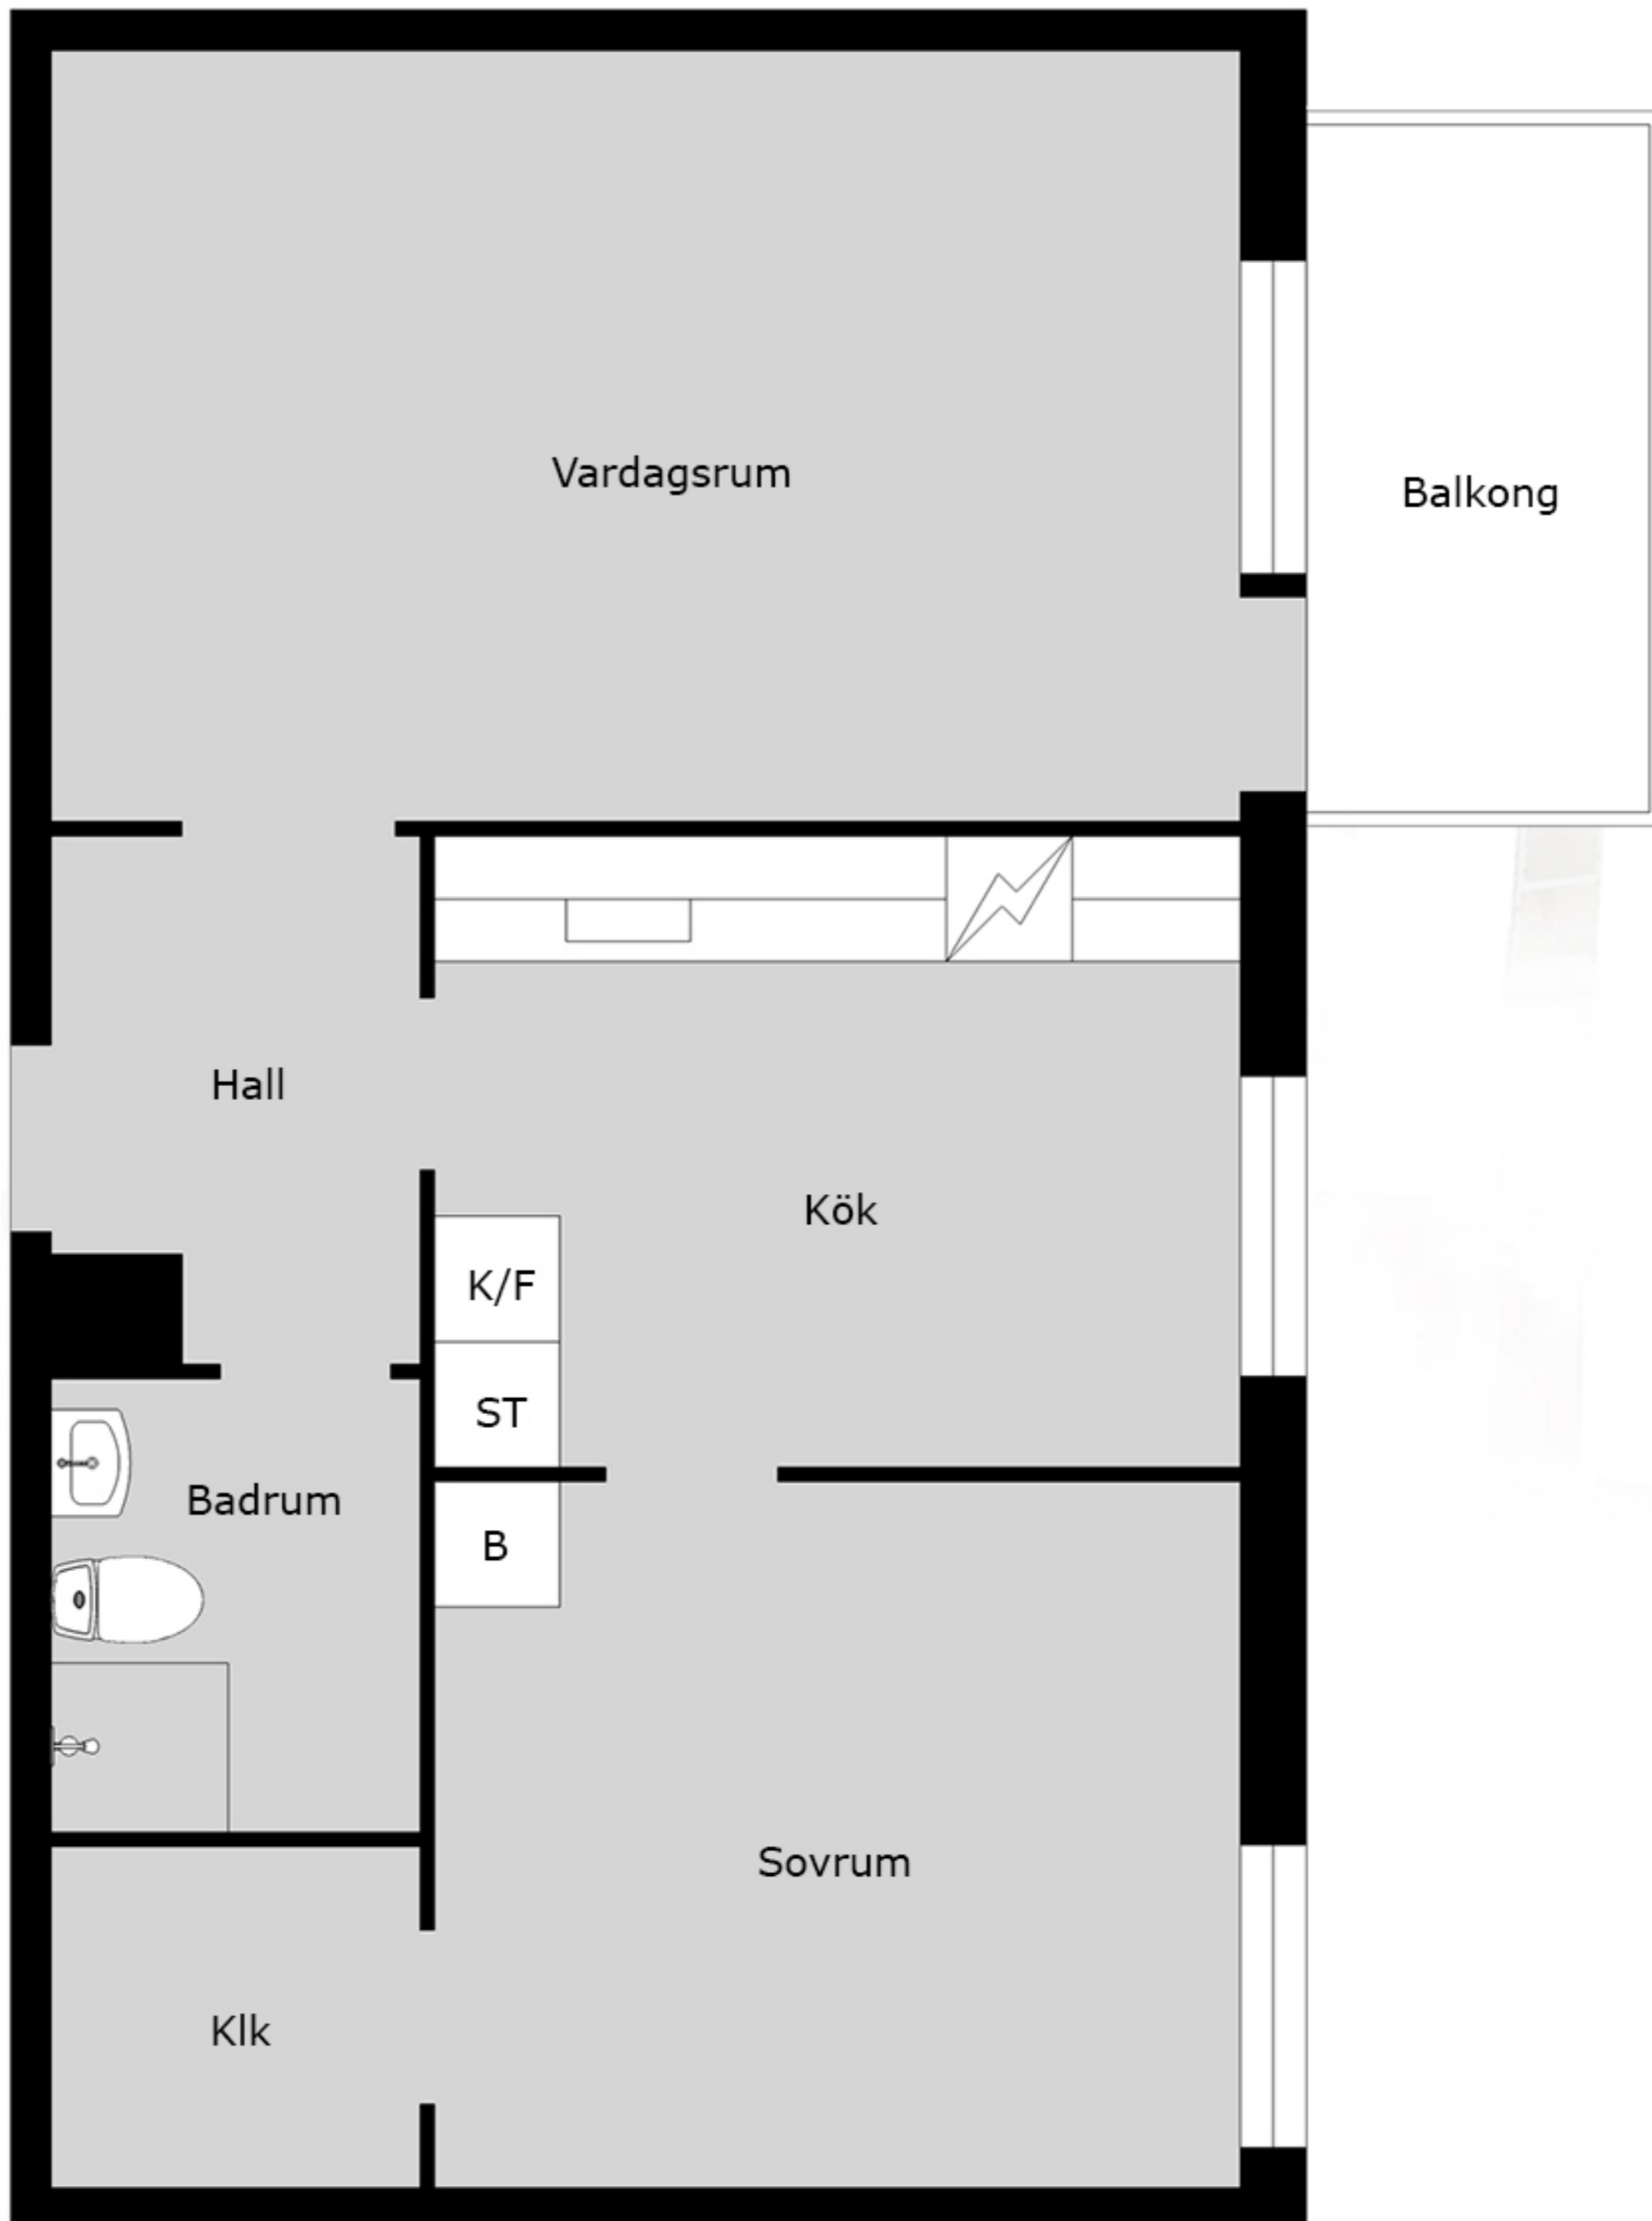 Vardagsrum
Balkong
Hall
Kök
K/F
ST
Badrum
B
Sovrum
Klk